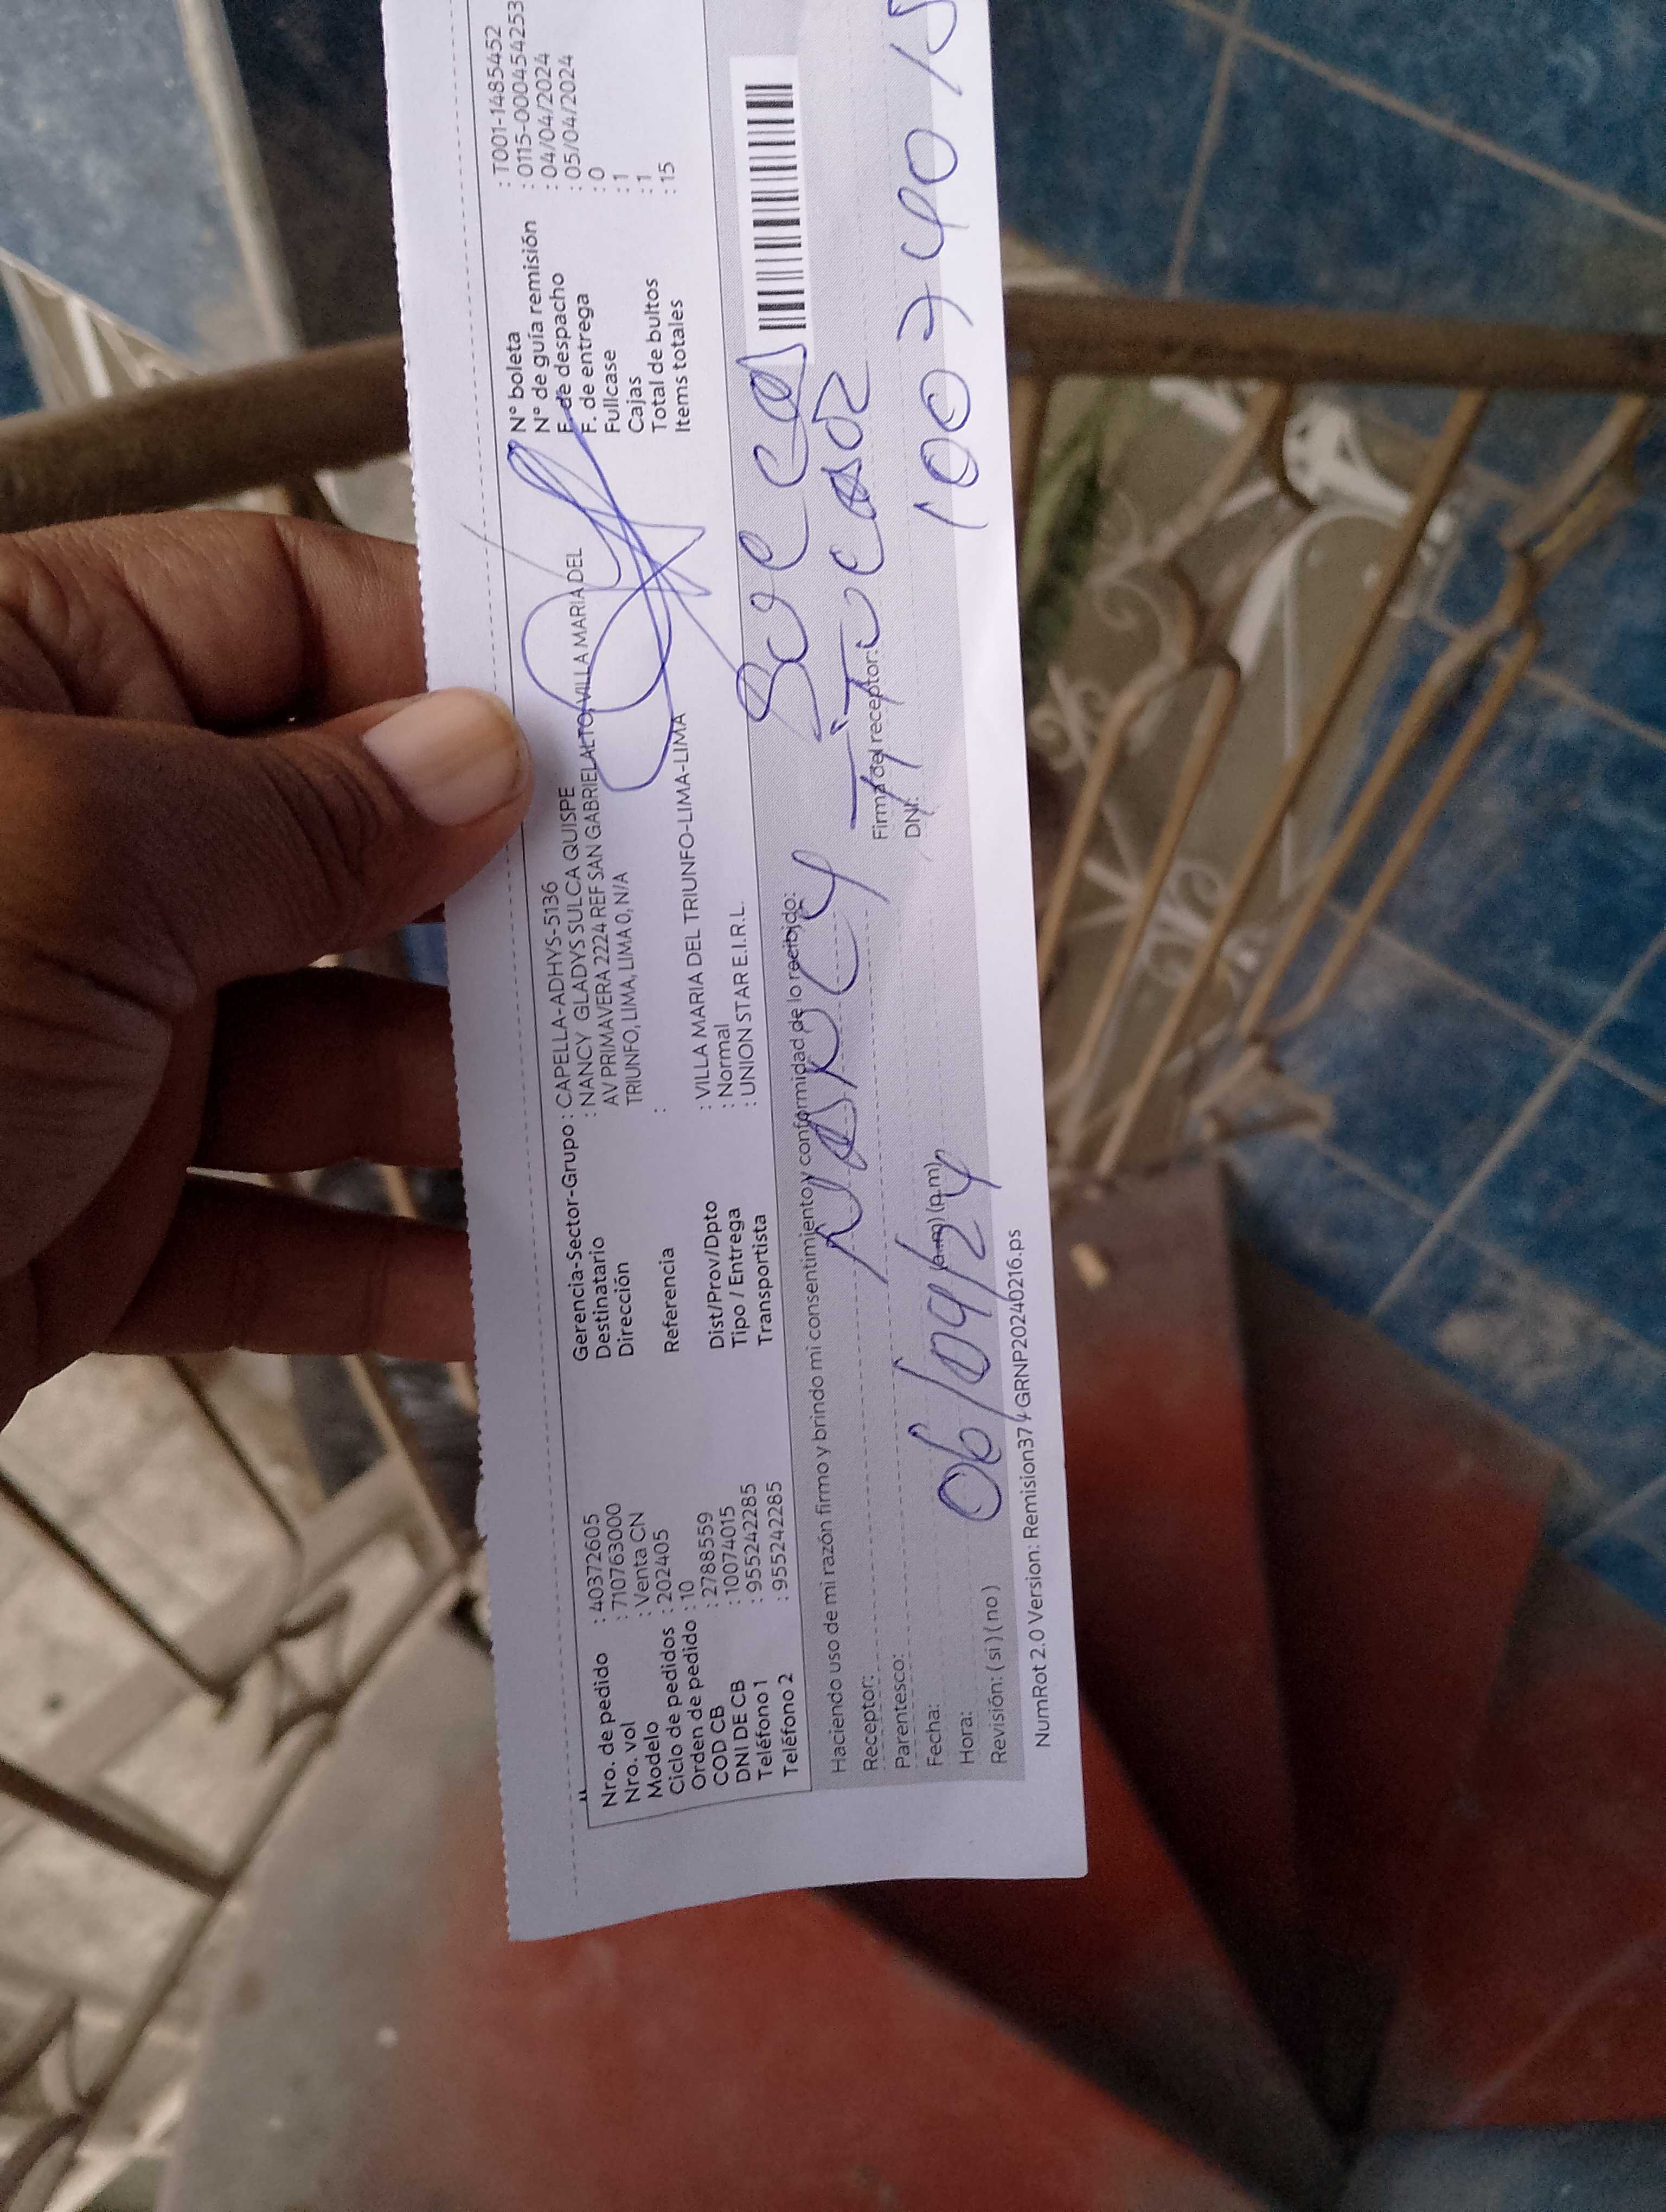 Nro. de pedido : 40372605
Nro. vol : 710763000
Modelo : Venta CN
Ciclo de pedidos : 202405
Orden de pedido : 10
COD CB : 2788559
DNI DE CB : 10074015
Teléfono 1 : 955242285
Teléfono 2 : 955242285
Gerencia-Sector-Grupo : CAPELLA-ADHYS-5136
Destinatario : NANCY GLADYS SULCA QUISPE
Dirección AV PRIMAVERA 2224 REF SAN GABRIEL ALTO, VILLA MARIA DEL
TRIUNFO, LIMA, LIMA 0, N/A
Referencia :
Dist/Prov/Dpto : VILLA MARIA DEL TRIUNFO-LIMA-LIMA
Tipo / Entrega : Normal
Transportista : UNION STAR E.I.R.L.
N° boleta : T001-1485452
N° de guía remisión : 0115-000454253
F. de despacho : 04/04/2024
F. de entrega : 05/04/2024
Fullcase : 0
Cajas : 1
Total de bultos : 1
Items totales : 15
Haciendo uso de mi razón firmo y brindo mi consentimiento y conformidad de lo recibido:
Receptor: NANCY SULCA
Parentesco: TITULAR
Firma del receptor:
Fecha: 06/04/24
DNI: 10074015
Hora: (a.m) (p.m)
Revisión: ( si ) ( no )
NumRot 2.0 Version: Remision37 GRNP20240216.ps